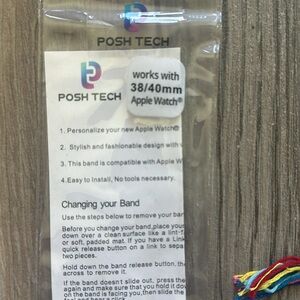 POSH TECH
works with
38/40mm
Apple Watch®
POSH TECH
1. Personalize your new Apple Watch®
2. Stylish and fashionable design with
3. This band is compatible with Apple W
4.Easy to Install, No tools necessary.
Changing your Band
Use the steps below to remove your ban
Before you change your band,place your
down over a clean surface like a lint-f
or soft, padded mat. If you have a Link
quick release button on a link to separ
two pieces.
Hold down the band release button, the
across to remove it.
If the band doesn't slide out, press the
again and make sure that you hold it dow
on the band is facing you,then slide the